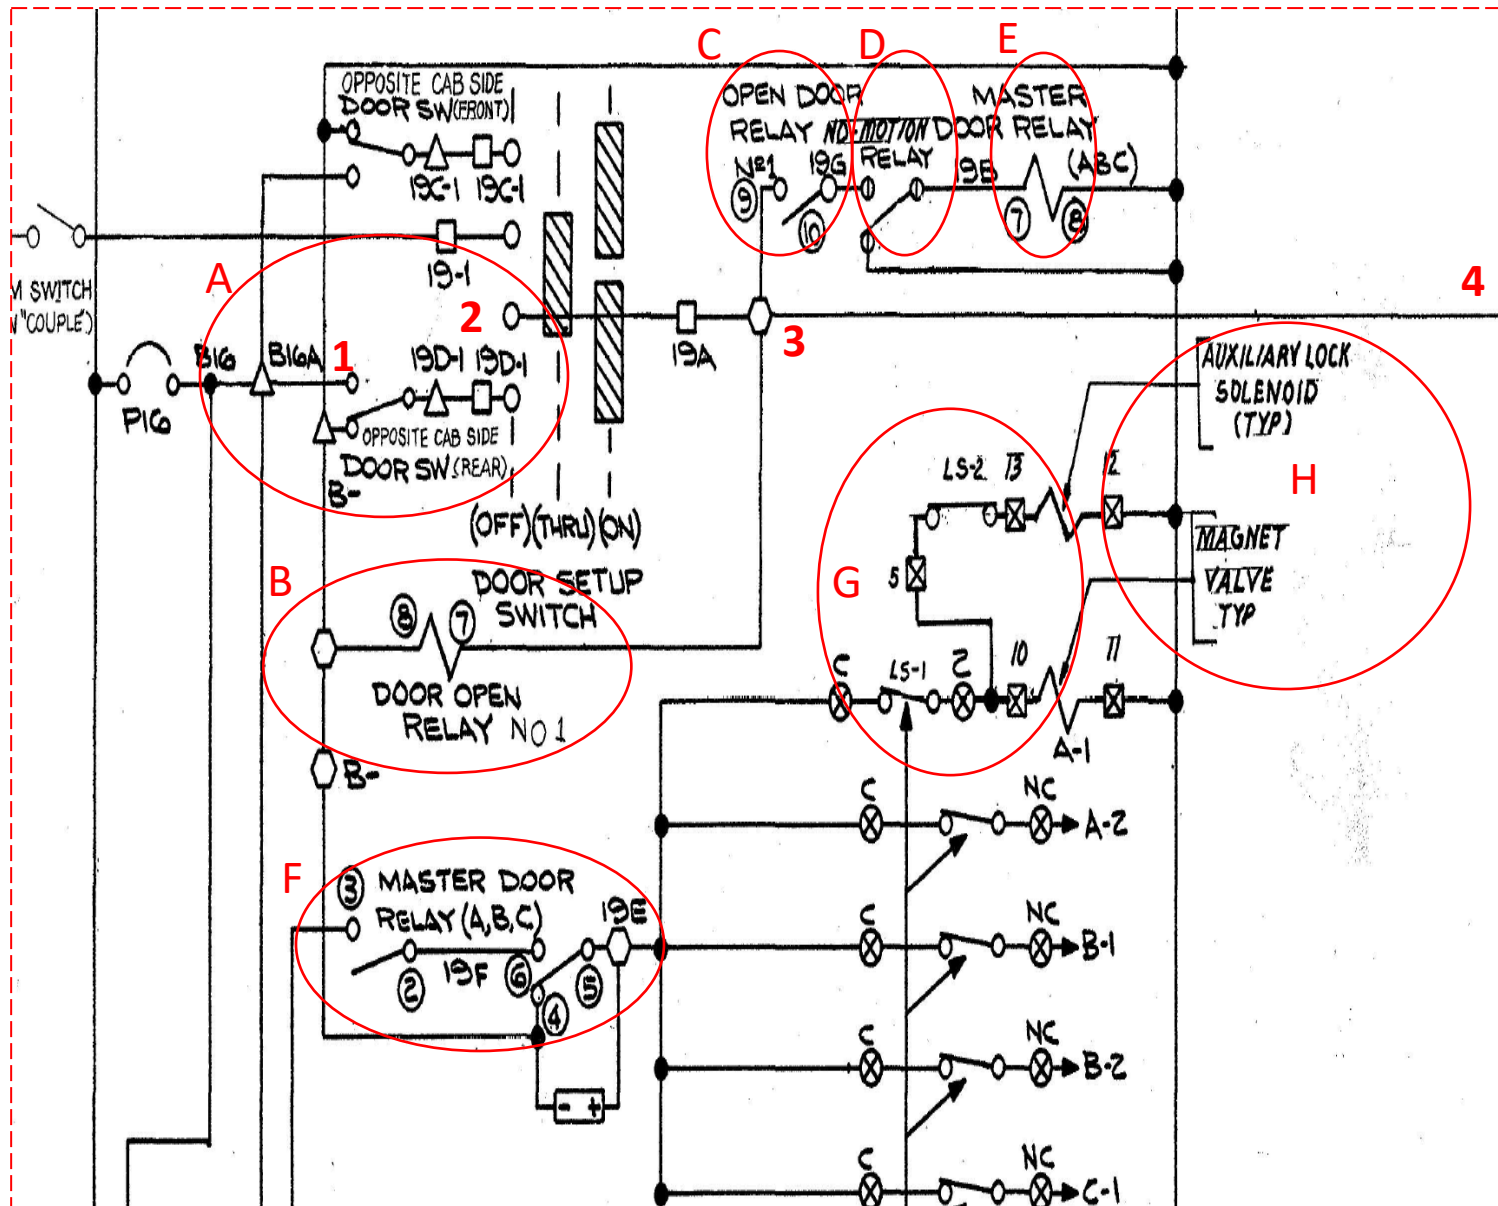 C
D
E
OPPOSITE CAB SIDE
DOOR SW(FRONT)
19C-1 19C-1
OPEN DOOR
RELAY
Nº1
9
10
19G
NO-MOTION
RELAY
19B
MASTER
DOOR RELAY
(ABC)
7
8
M SWITCH
"COUPLE")
19-1
A
2
4
3
19A
B16
B16A
1
19D-1 19D-1
P16
OPPOSITE CAB SIDE
DOOR SW(REAR)
B-
(OFF)(THRU)(ON)
DOOR SETUP
SWITCH
AUXILIARY LOCK
SOLENOID
(TYP)
H
MAGNET
VALVE
TYP
LS-2 13
12
5
G
B
8
7
DOOR OPEN
RELAY NO 1
C
LS-1
10
11
A-1
B-
C
NC
A-2
F
3
MASTER DOOR
RELAY (A,B,C)
19E
2
19F
6
5
4
C
NC
B-1
C
NC
B-2
- +
C
NC
C-1